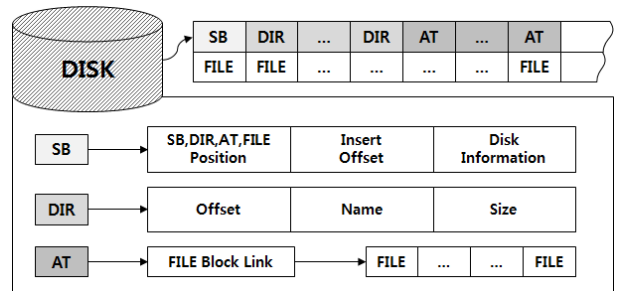 DISK
SB DIR ... DIR AT ... AT
FILE FILE ... ... ... ... FILE
SB SB,DIR,AT,FILE Position Insert Offset Disk Information
DIR Offset Name Size
AT FILE Block Link FILE ... ... FILE